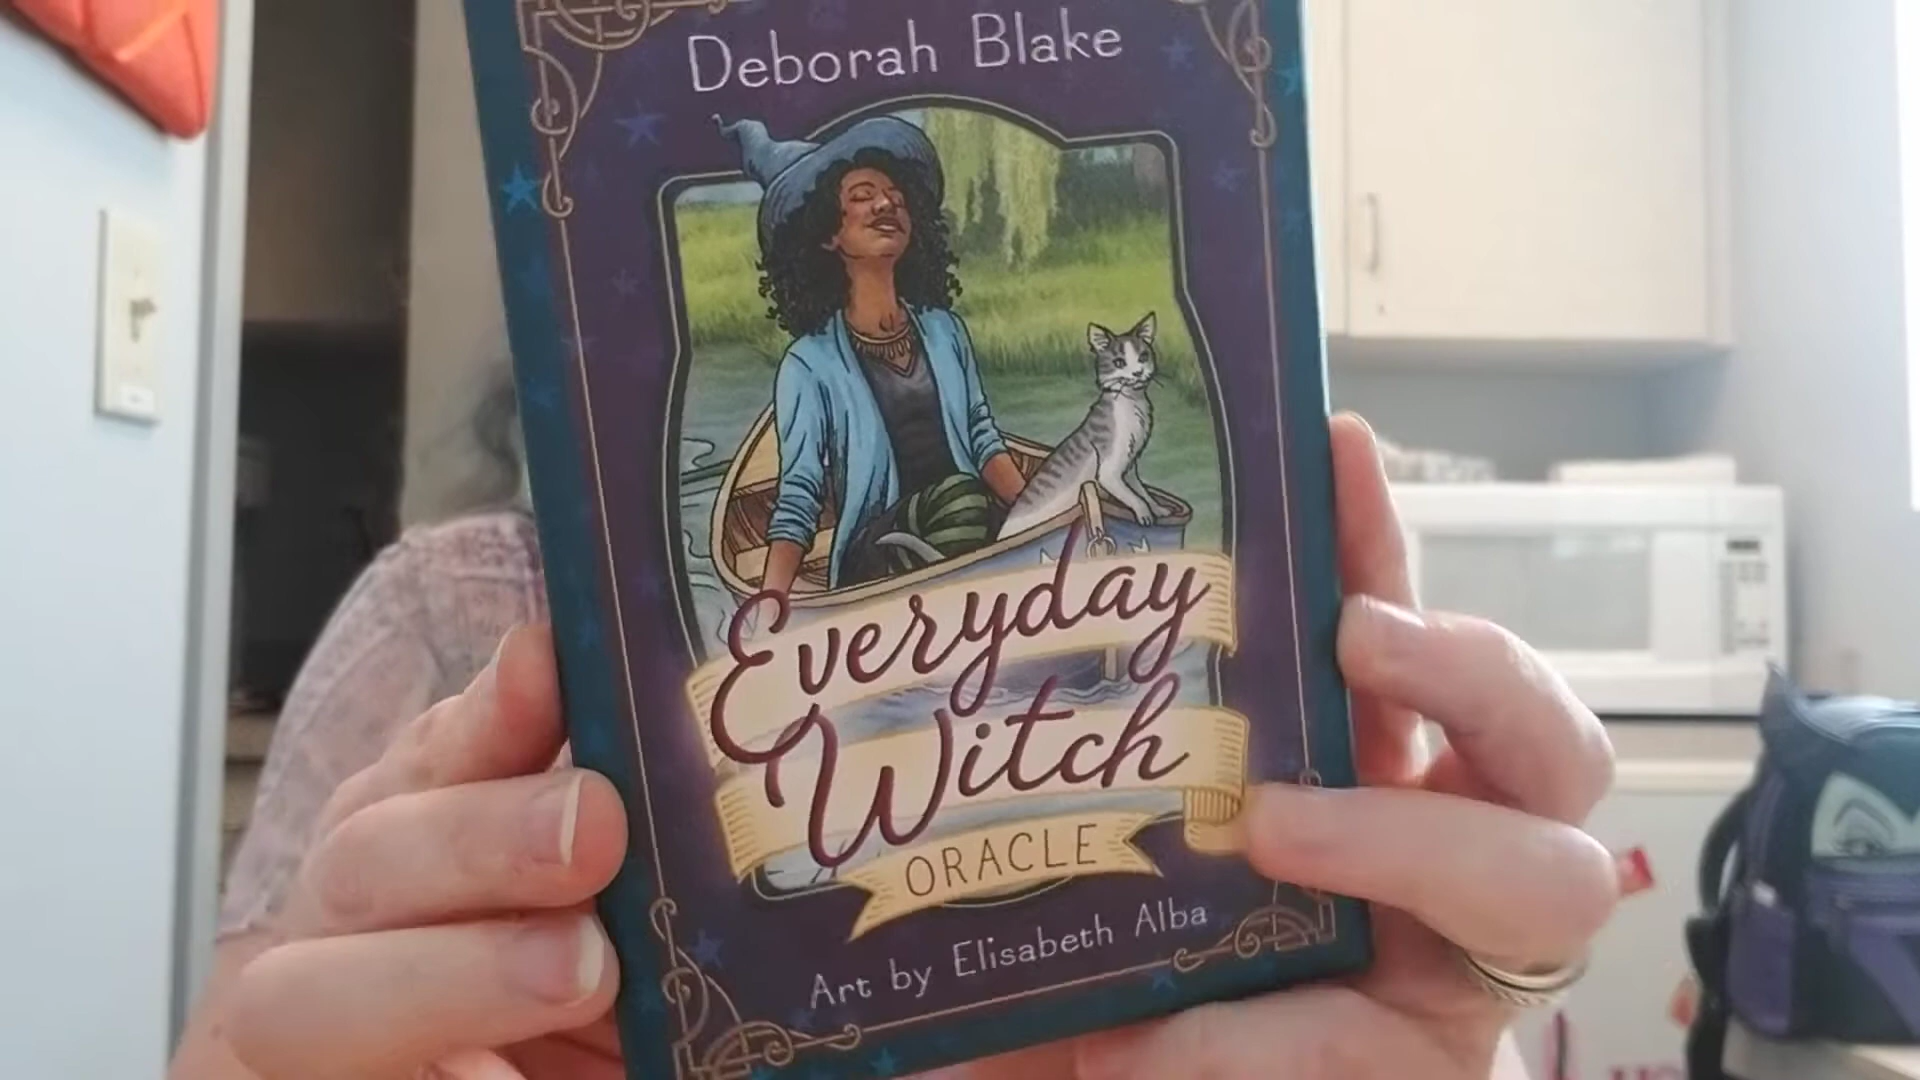 Deborah Blake
Everyday
Witch
ORACLE
Art by Elisabeth Alba